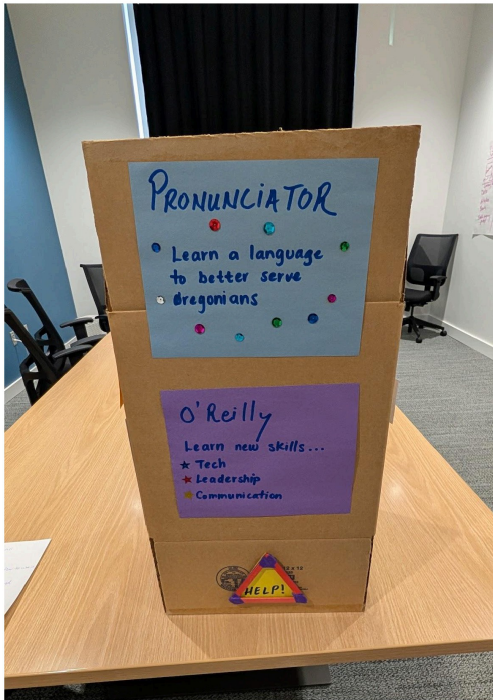 PRONUNCIATOR
Learn a language
to better serve
Oregonians
O'Reilly
Learn new skills...
Tech
Leadership
Communication
HELP!